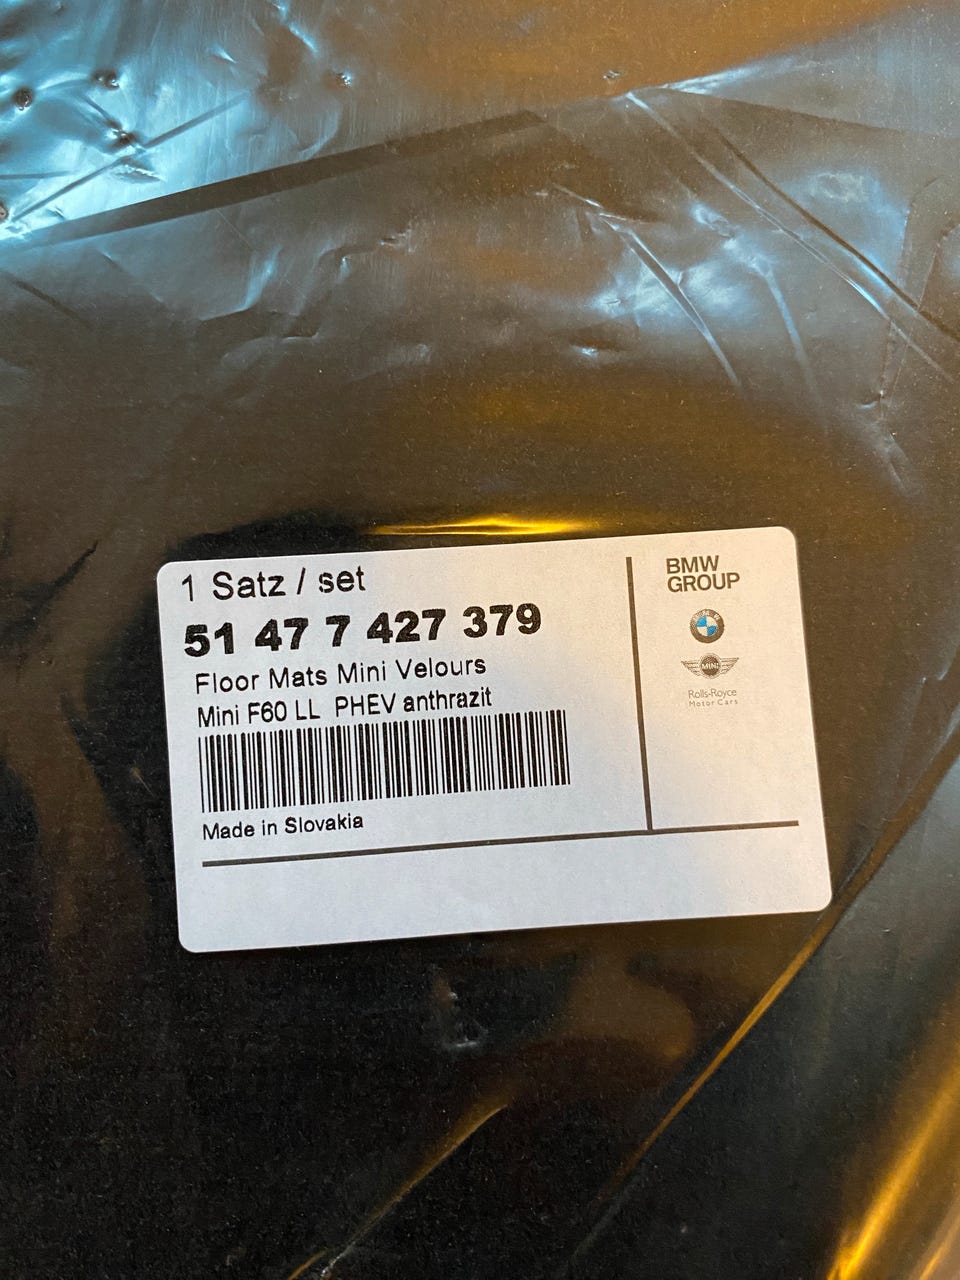 1 Satz / set
51 47 7 427 379
Floor Mats Mini Velours
Mini F60 LL PHEV anthrazit
Made in Slovakia
BMW
GROUP
MINI
Rolls-Royce
Motor Cars